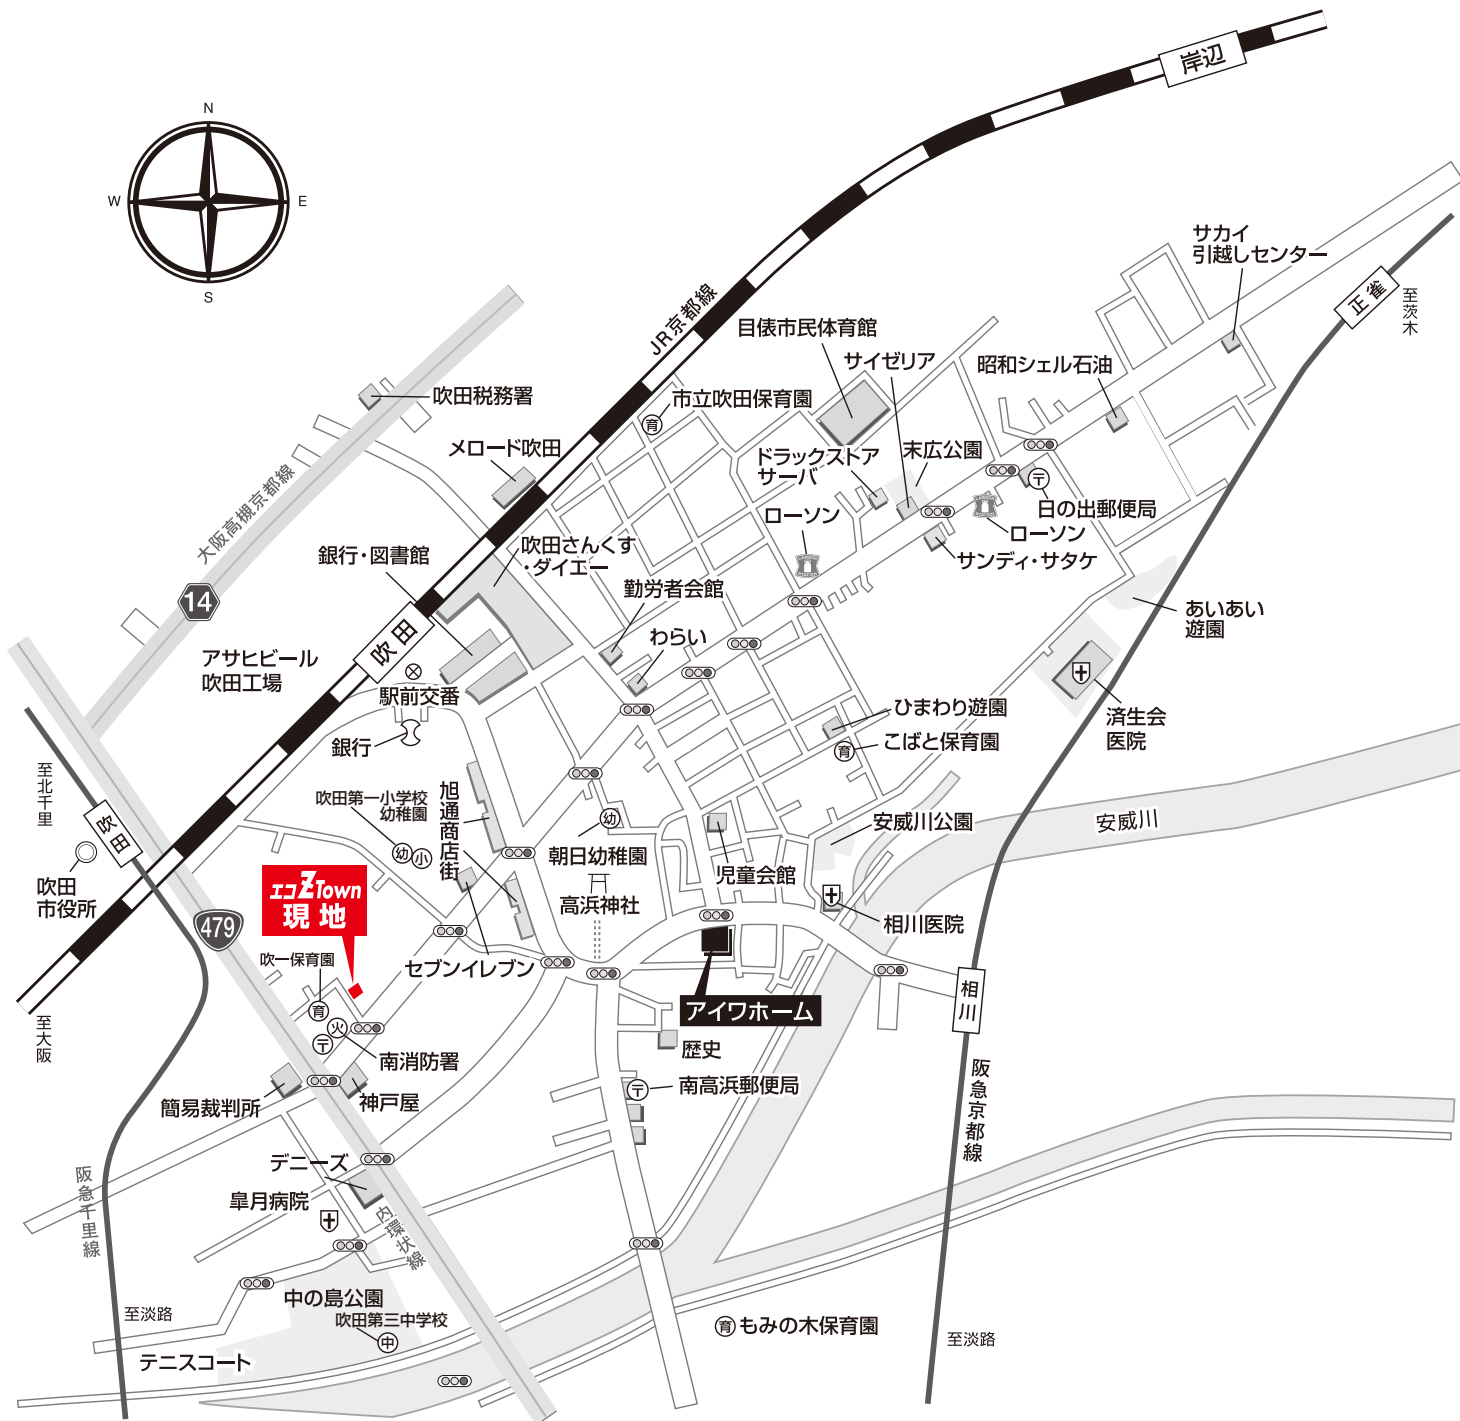 岸辺
N
W
E
S
サカイ
引越しセンター
正雀
至茨木
JR京都線
目俵市民体育館
サイゼリア
昭和シェル石油
吹田税務署
市立吹田保育園
育
メロード吹田
ドラックストア
サーバ
末広公園
大阪高槻京都線
〒
日の出郵便局
ローソン
ローソン
吹田さんくす
・ダイエー
銀行・図書館
サンディ・サタケ
14
勤労者会館
あいあい
遊園
わらい
吹田
アサヒビール
吹田工場
駅前交番
ひまわり遊園
済生会
医院
銀行
育
こばと保育園
至北千里
吹田
吹田第一小学校
幼稚園
旭通商店街
幼
安威川公園
安威川
幼
小
朝日幼稚園
吹田
市役所
エコZTown
現地
児童会館
高浜神社
479
相川医院
吹一保育園
セブンイレブン
相川
アイワホーム
育
火
〒
至大阪
南消防署
歴史
〒
南高浜郵便局
簡易裁判所
神戸屋
阪急京都線
デニーズ
阪急千里線
皐月病院
内環状線
中の島公園
至淡路
吹田第三中学校
中
育
もみの木保育園
至淡路
テニスコート